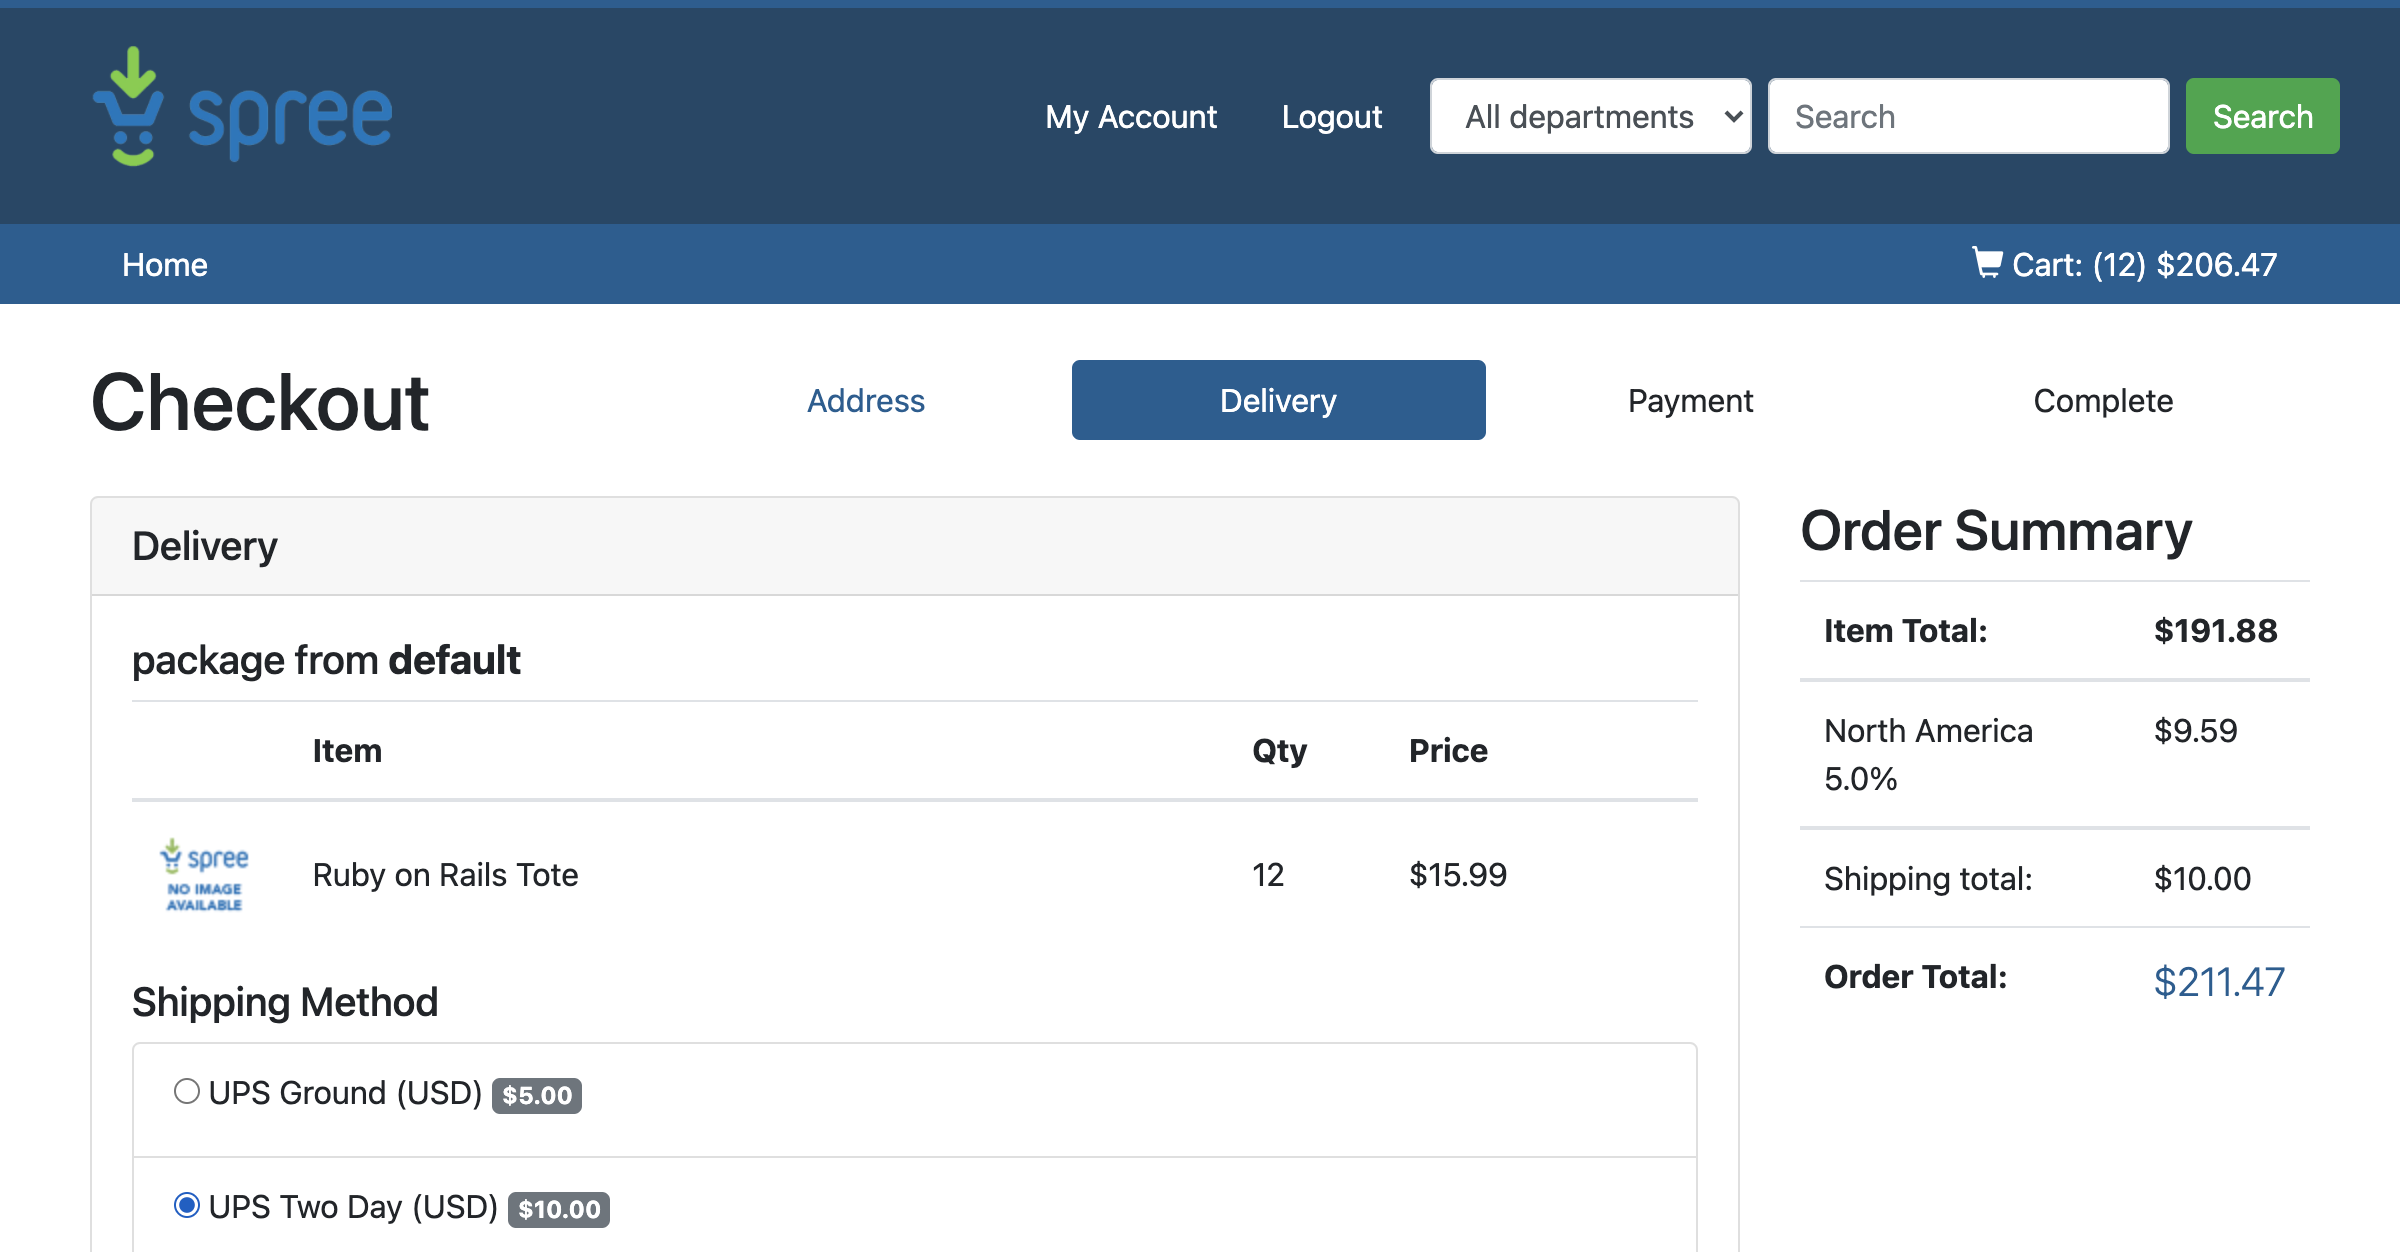 spree
My Account Logout All departments Search Search
Home Cart: (12) $206.47
Checkout Address Delivery Payment Complete
Delivery
package from default
Item Qty Price
spree
NO IMAGE
AVAILABLE
Ruby on Rails Tote 12 $15.99
Shipping Method
UPS Ground (USD) $5.00
UPS Two Day (USD) $10.00
Order Summary
Item Total: $191.88
North America $9.59
5.0%
Shipping total: $10.00
Order Total: $211.47